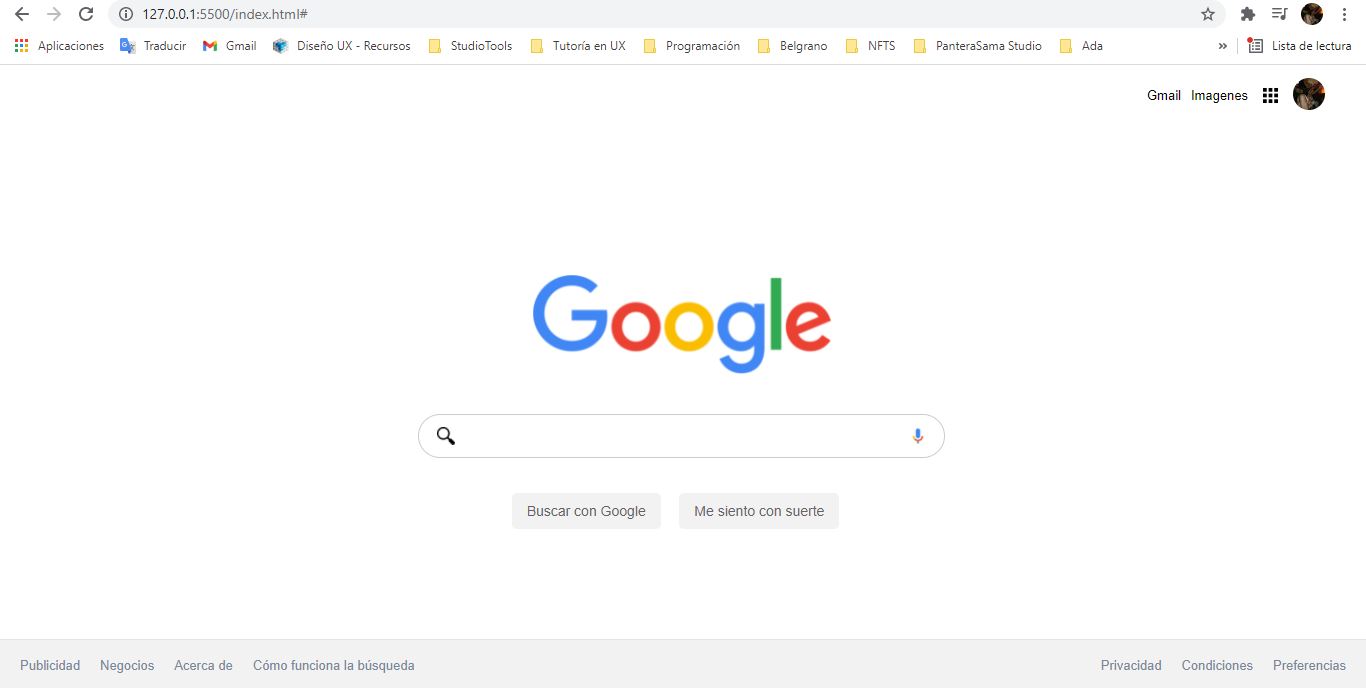 127.0.0.1:5500/index.html#
Aplicaciones Traducir Gmail Diseño UX - Recursos StudioTools Tutoría en UX Programación Belgrano NFTS PanteraSama Studio Ada » Lista de lectura
Gmail Imagenes
Google
Buscar con Google Me siento con suerte
Publicidad Negocios Acerca de Cómo funciona la búsqueda Privacidad Condiciones Preferencias